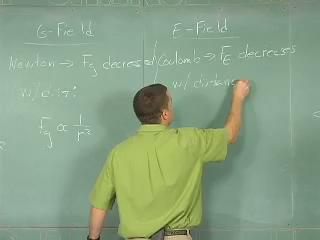 G-Field
Newton → Fg decreases
w/ dist
Fg ∝ 1/r²
E-Field
Coulomb → FE decreases
w/ distanc